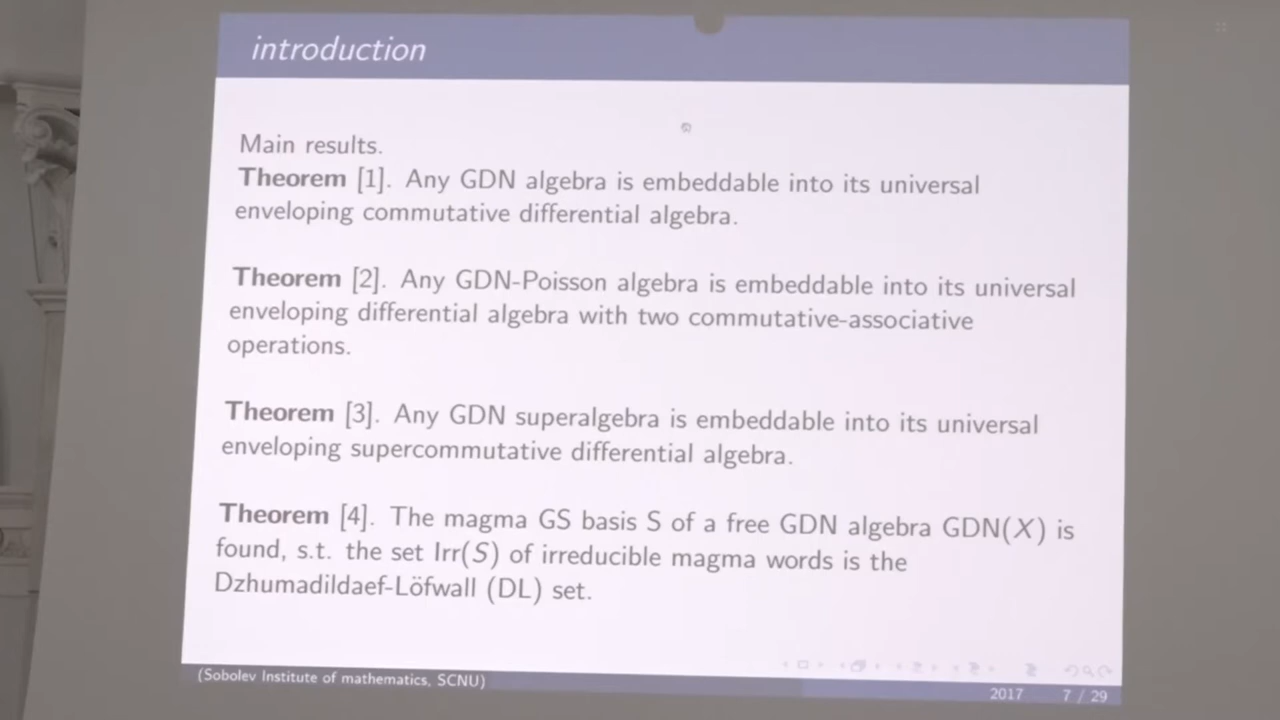 introduction
Main results.
Theorem [1]. Any GDN algebra is embeddable into its universal
enveloping commutative differential algebra.
Theorem [2]. Any GDN-Poisson algebra is embeddable into its universal
enveloping differential algebra with two commutative-associative
operations.
Theorem [3]. Any GDN superalgebra is embeddable into its universal
enveloping supercommutative differential algebra.
Theorem [4]. The magma GS basis S of a free GDN algebra GDN(X) is
found, s.t. the set Irr(S) of irreducible magma words is the
Dzhumadildaef-Löfwall (DL) set.
(Sobolev Institute of mathematics, SCNU)
2017 7 / 29